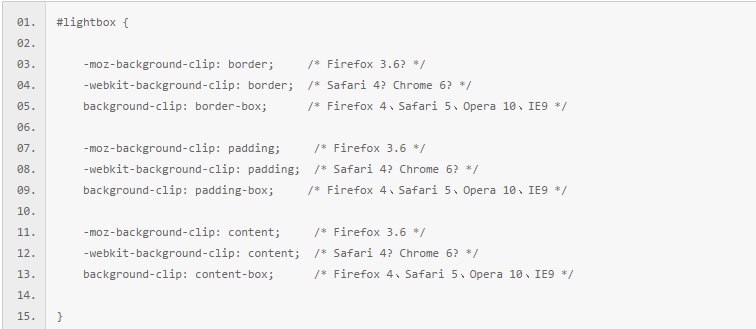 01. #lightbox {
02.
03. -moz-background-clip: border; /* Firefox 3.6? */
04. -webkit-background-clip: border; /* Safari 4? Chrome 6? */
05. background-clip: border-box; /* Firefox 4、Safari 5、Opera 10、IE9 */
06.
07. -moz-background-clip: padding; /* Firefox 3.6 */
08. -webkit-background-clip: padding; /* Safari 4? Chrome 6? */
09. background-clip: padding-box; /* Firefox 4、Safari 5、Opera 10、IE9 */
10.
11. -moz-background-clip: content; /* Firefox 3.6 */
12. -webkit-background-clip: content; /* Safari 4? Chrome 6? */
13. background-clip: content-box; /* Firefox 4、Safari 5、Opera 10、IE9 */
14.
15. }